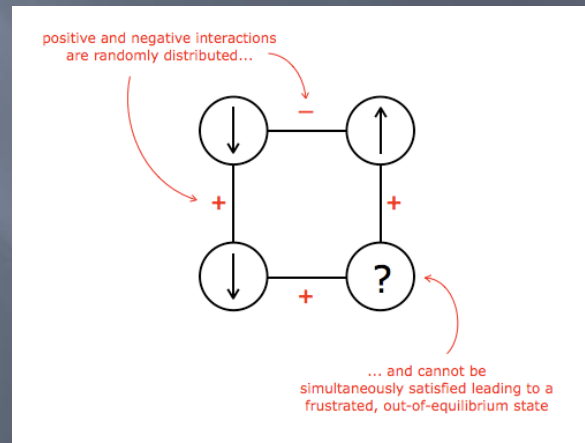 positive and negative interactions
are randomly distributed...
−
+
+
?
+
... and cannot be
simultaneously satisfied leading to a
frustrated, out-of-equilibrium state